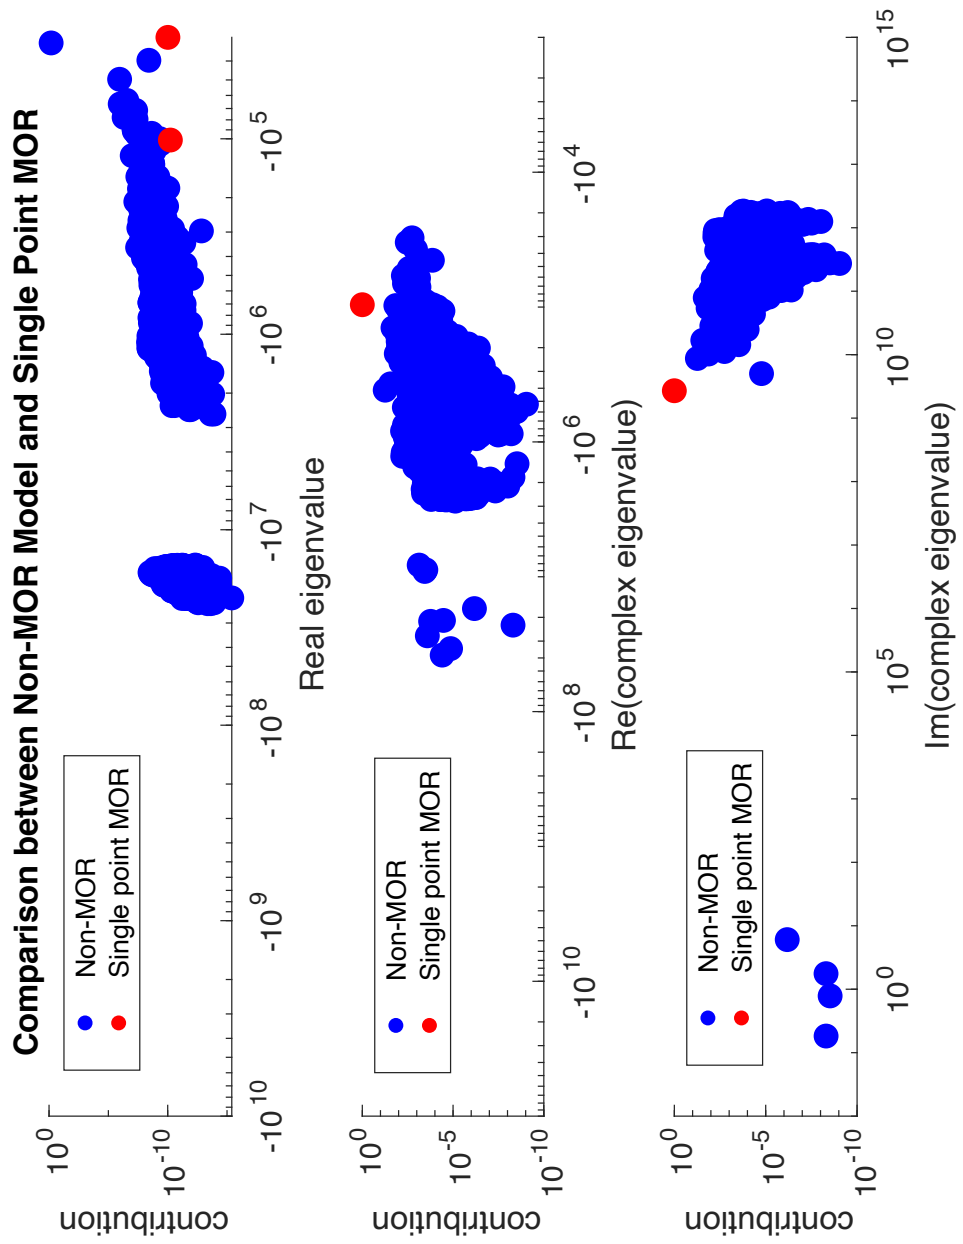 Comparison between Non-MOR Model and Single Point MOR
contribution
10^0
10^-10
Non-MOR
Single point MOR
-10^10
-10^9
-10^8
-10^7
-10^6
-10^5
Real eigenvalue
contribution
10^0
10^-5
10^-10
Non-MOR
Single point MOR
-10^10
-10^8
-10^6
-10^4
Re(complex eigenvalue)
contribution
10^0
10^-5
10^-10
Non-MOR
Single point MOR
10^0
10^5
10^10
10^15
Im(complex eigenvalue)